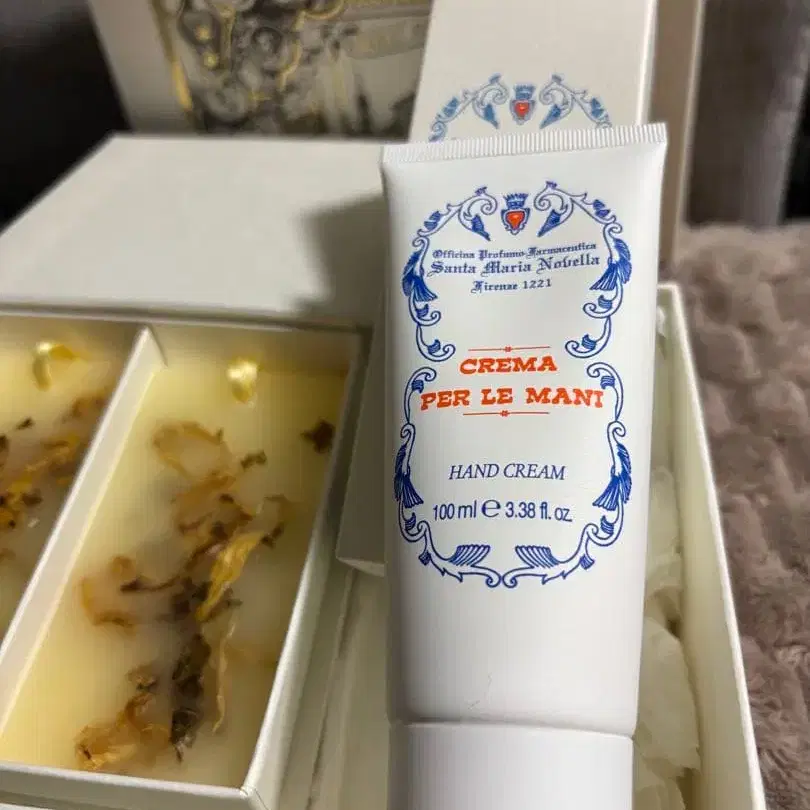 Officina Profumo-Farmaceutica
Santa Maria Novella
Firenze 1221
CREMA
PER LE MANI
HAND CREAM
100 ml e 3.38 fl. oz.